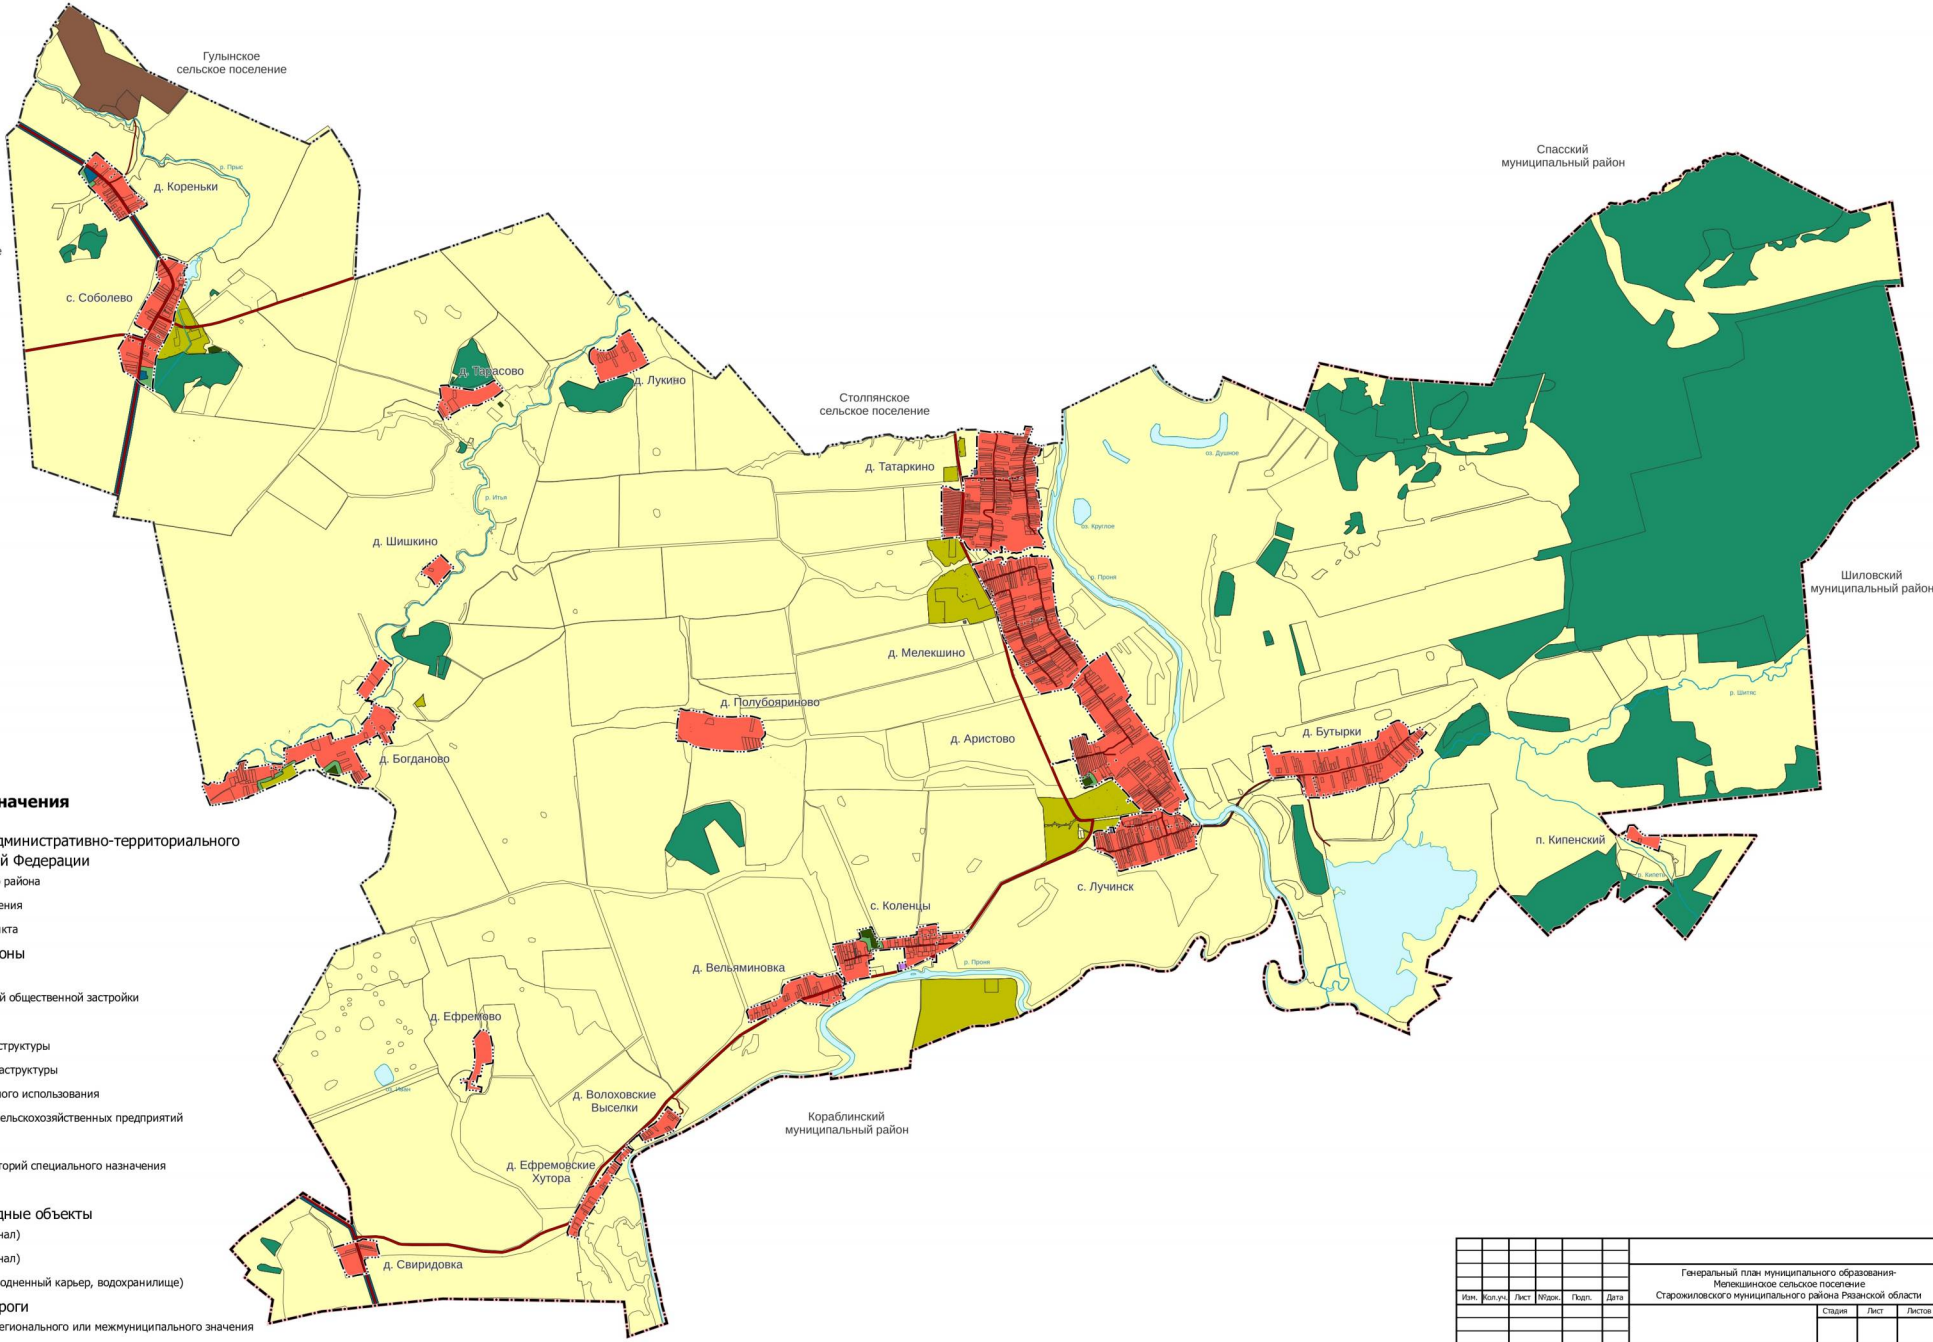 Гулынское
сельское поселение
р. Прыс
д. Кореньки
с. Соболево
Спасский
муниципальный район
д. Тарасово
д. Лукино
Столпянское
сельское поселение
оз. Душное
д. Татаркино
р. Итья
оз. Круглое
д. Шишкино
р. Проня
Шиловский
муниципальный район
д. Мелекшино
р. Шитяс
д. Полубояриново
д. Аристово
д. Бутырки
д. Богданово
п. Кипенский
с. Лучинск
с. Коленцы
р. Проня
д. Вельяминовка
д. Ефремово
д. Волоховские
Выселки
Кораблинский
муниципальный район
д. Ефремовские
Хутора
д. Свиридовка
начения
дминистративно-территориального
й Федерации
района
ения
нкта
оны
й общественной застройки
структуры
аструктуры
ного использования
ельскохозяйственных предприятий
торий специального назначения
дные объекты
нал)
нал)
одненный карьер, водохранилище)
роги
егионального или межмуниципального значения
Генеральный план муниципального образования-
Мелекшинское сельское поселение
Старожиловского муниципального района Рязанской области
Изм. Кол.уч. Лист №док. Подп. Дата
Стадия Лист Листов